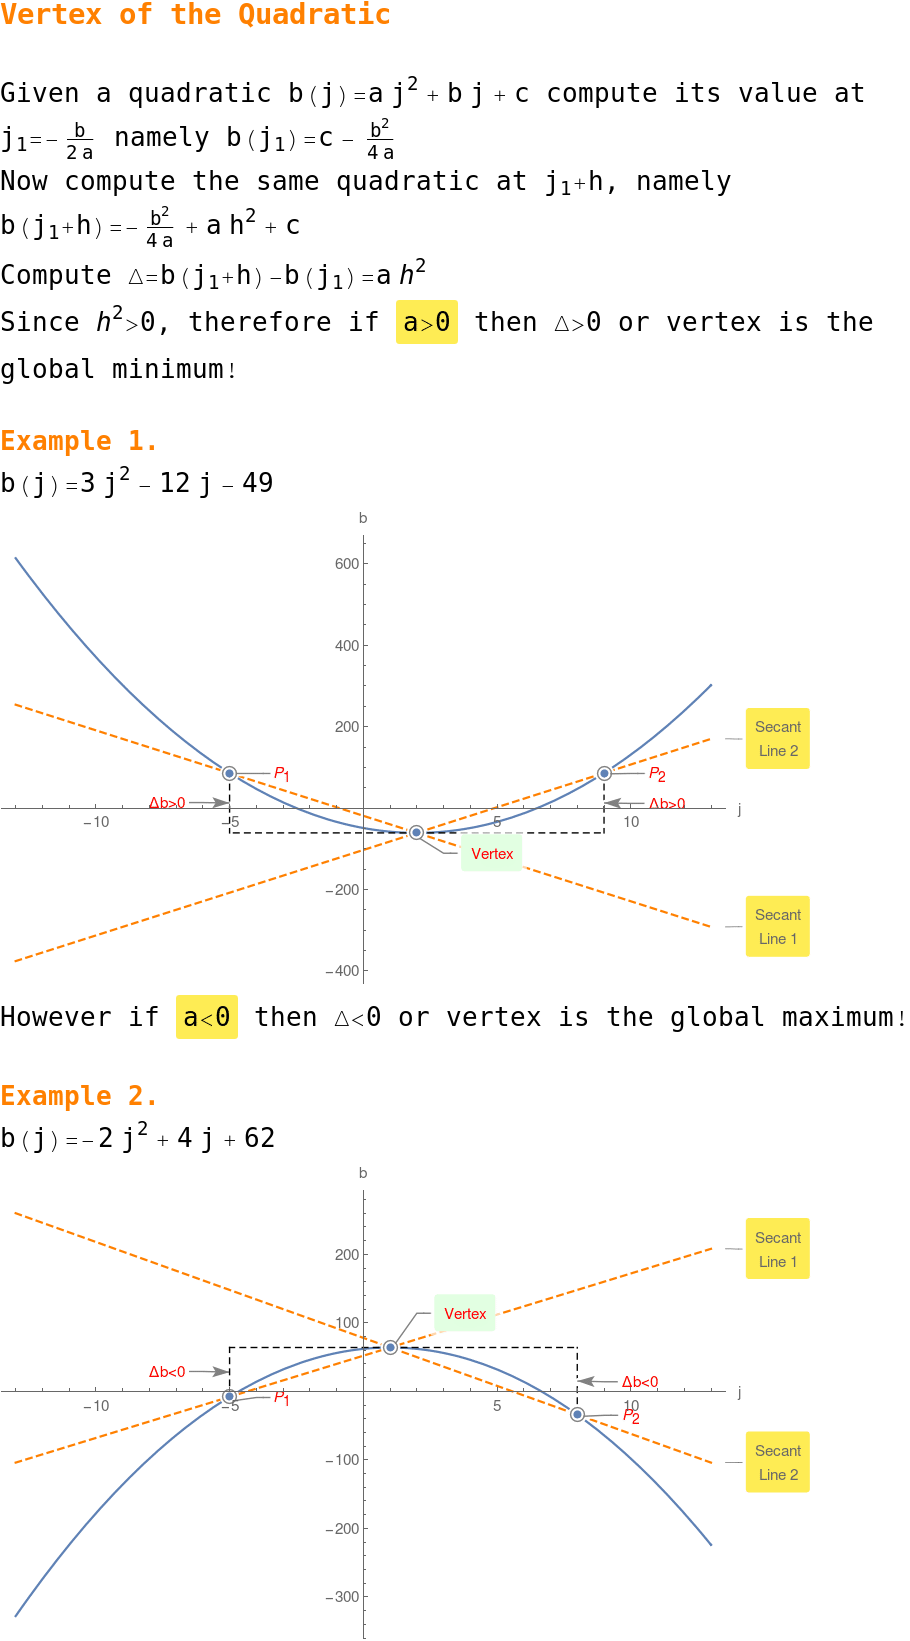 Vertex of the Quadratic
Given a quadratic b(j)=a j² + b j + c compute its value at
j₁=- b/(2 a) namely b(j₁)=c - b²/(4 a)
Now compute the same quadratic at j₁+h, namely
b(j₁+h)=- b²/(4 a) + a h² + c
Compute Δ=b(j₁+h)-b(j₁)=a h²
Since h²>0, therefore if a>0 then Δ>0 or vertex is the
global minimum!
Example 1.
b(j)=3 j² - 12 j - 49
b
600
400
200
Secant
Line 2
P₁
P₂
Δb>0
Δb>0
j
-10
-5
5
10
Vertex
-200
Secant
Line 1
-400
However if a<0 then Δ<0 or vertex is the global maximum!
Example 2.
b(j)=-2 j² + 4 j + 62
b
200
Secant
Line 1
Vertex
100
Δb<0
Δb<0
j
-10
-5
P₁
5
10
P₂
-100
Secant
Line 2
-200
-300